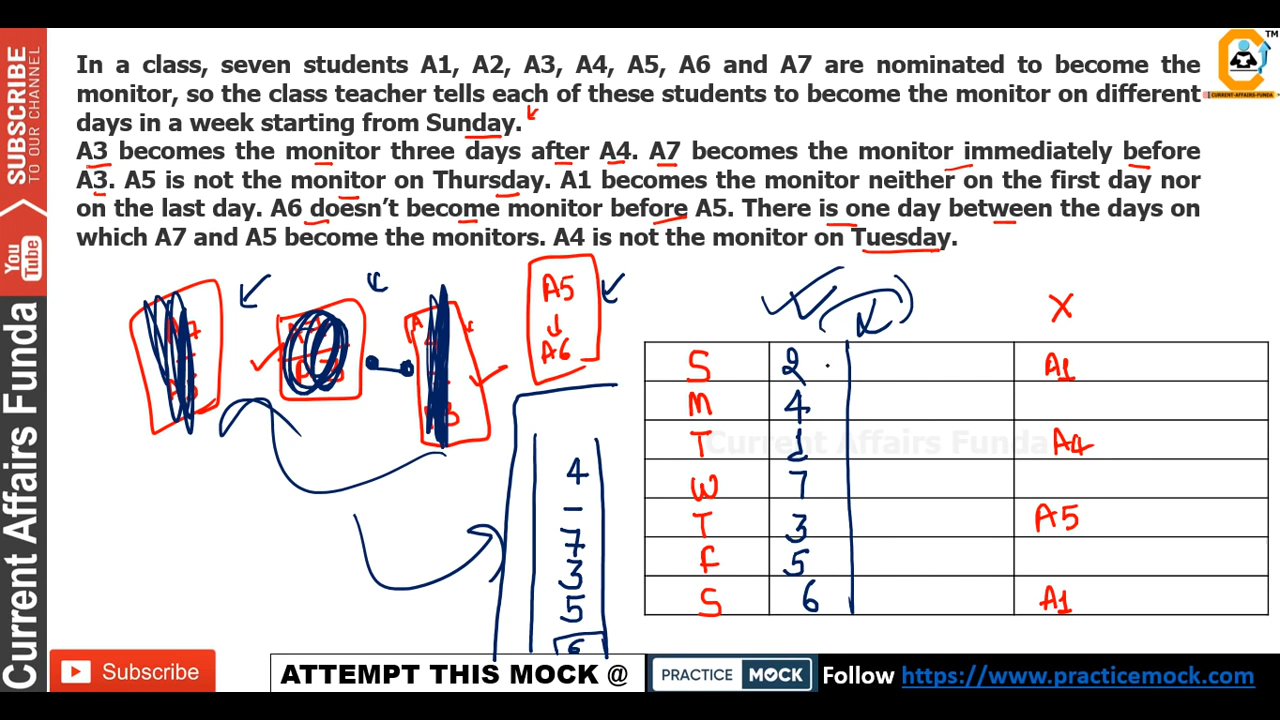 In a class, seven students A1, A2, A3, A4, A5, A6 and A7 are nominated to become the
monitor, so the class teacher tells each of these students to become the monitor on different
days in a week starting from Sunday.
A3 becomes the monitor three days after A4. A7 becomes the monitor immediately before
A3. A5 is not the monitor on Thursday. A1 becomes the monitor neither on the first day nor
on the last day. A6 doesn't become monitor before A5. There is one day between the days on
which A7 and A5 become the monitors. A4 is not the monitor on Tuesday.
TM
CURRENT-AFFAIRS-FUNDA
SUBSCRIBE
TO OUR CHANNEL
You
Tube
Current Affairs Funda
A5
A6
4
-
7
3
5
6
X
S 2 A1
M 4
T 1 A4
W 7
T 3 A5
F 5
S 6 A1
Current Affairs Funda
Subscribe
ATTEMPT THIS MOCK @
PRACTICE MOCK
Follow https://www.practicemock.com